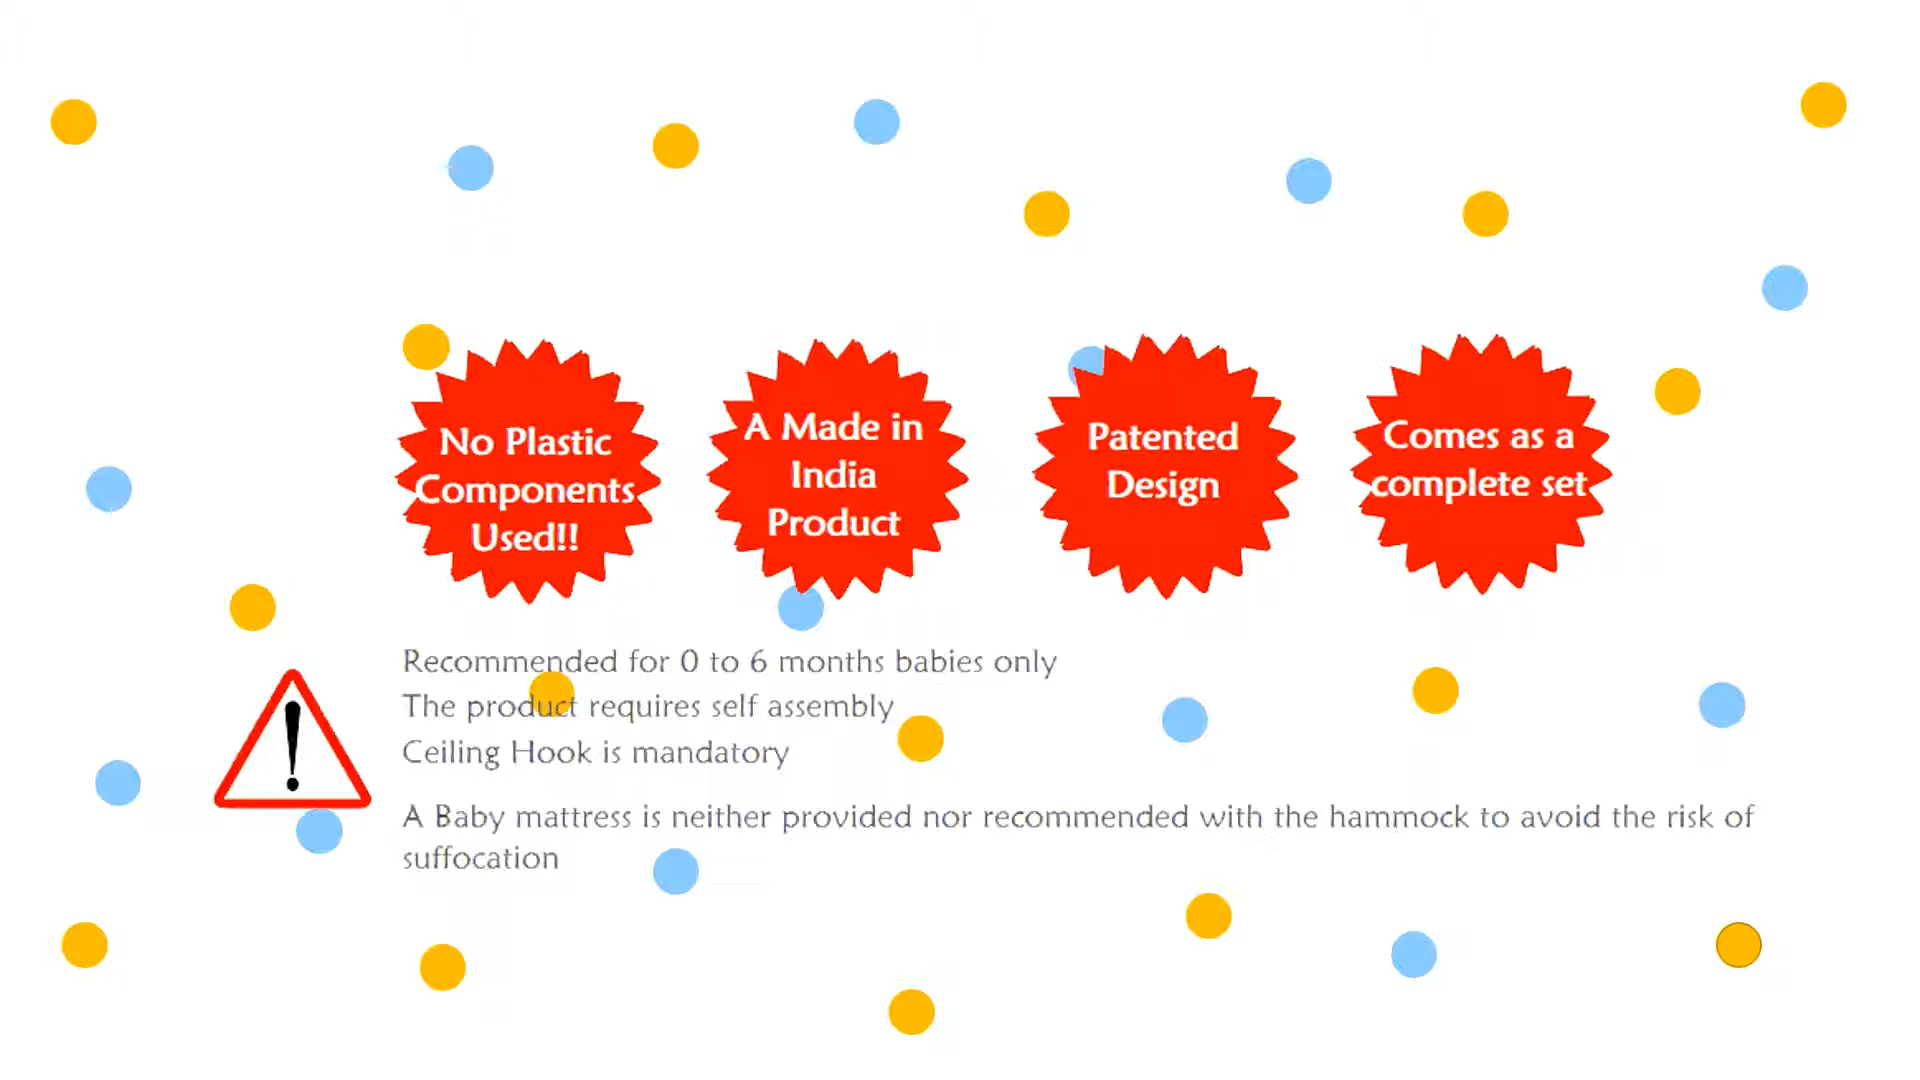 No Plastic
Components
Used!!
A Made in
India
Product
Patented
Design
Comes as a
complete set
Recommended for 0 to 6 months babies only
The product requires self assembly
Ceiling Hook is mandatory
A Baby mattress is neither provided nor recommended with the hammock to avoid the risk of
suffocation